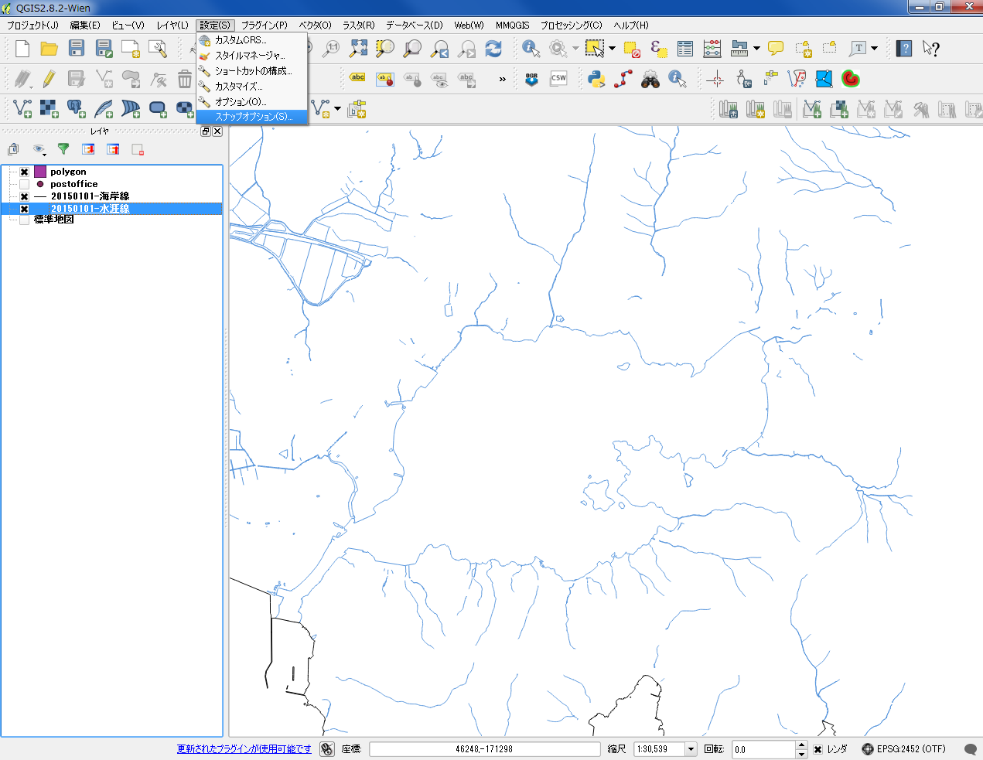 QGIS2.8.2-Wien
プロジェクト(J) 編集(E) ビュー(V) レイヤ(L) 設定(S) プラグイン(P) ベクタ(O) ラスタ(R) データベース(D) Web(W) MMQGIS プロセッシング(C) ヘルプ(H)
カスタムCRS...
スタイルマネージャ...
ショートカットの構成...
カスタマイズ...
オプション(O)...
スナップオプション(S)...
abc
CSW
レイヤ
polygon
postoffice
20150101-海岸線
20150101-水涯線
標準地図
更新されたプラグインが使用可能です 座標 46248,-171298 縮尺 1:30,539 回転: 0.0 レンダ EPSG:2452 (OTF)